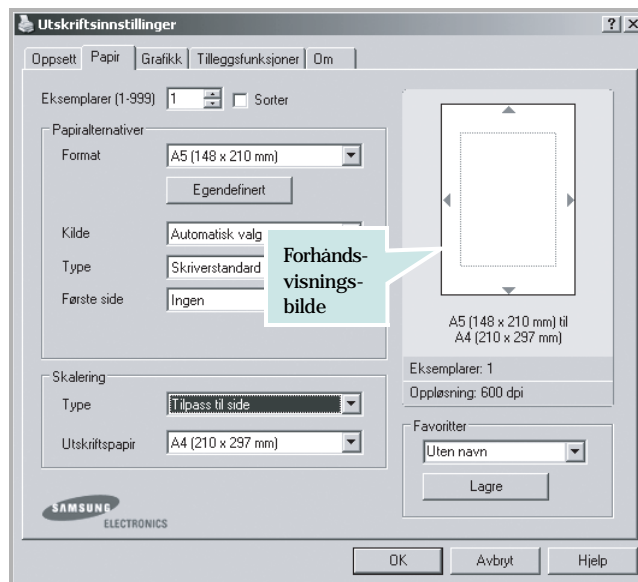 Utskriftsinnstillinger
Oppsett Papir Grafikk Tilleggsfunksjoner Om
Eksemplarer (1-999) 1 Sorter
Papiralternativer
Format A5 (148 x 210 mm)
Egendefinert
Kilde Automatisk valg
Type Skriverstandard
Første side Ingen
Forhånds-
visnings-
bilde
Skalering
Type Tilpass til side
Utskriftspapir A4 (210 x 297 mm)
SAMSUNG
ELECTRONICS
A5 (148 x 210 mm) til
A4 (210 x 297 mm)
Eksemplarer: 1
Oppløsning: 600 dpi
Favoritter
Uten navn
Lagre
OK Avbryt Hjelp